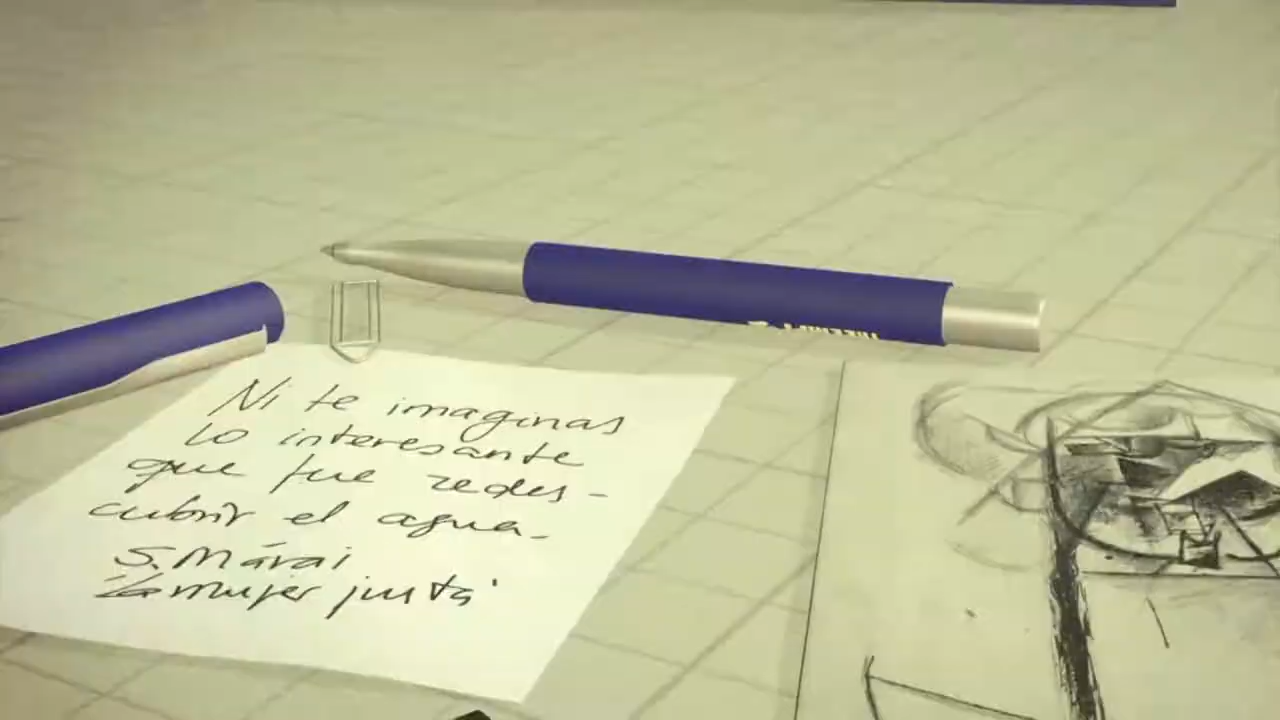 Ni te imaginas
lo interesante
que fue redes-
cubrir el agua.
S. Márai
"La mujer justa"